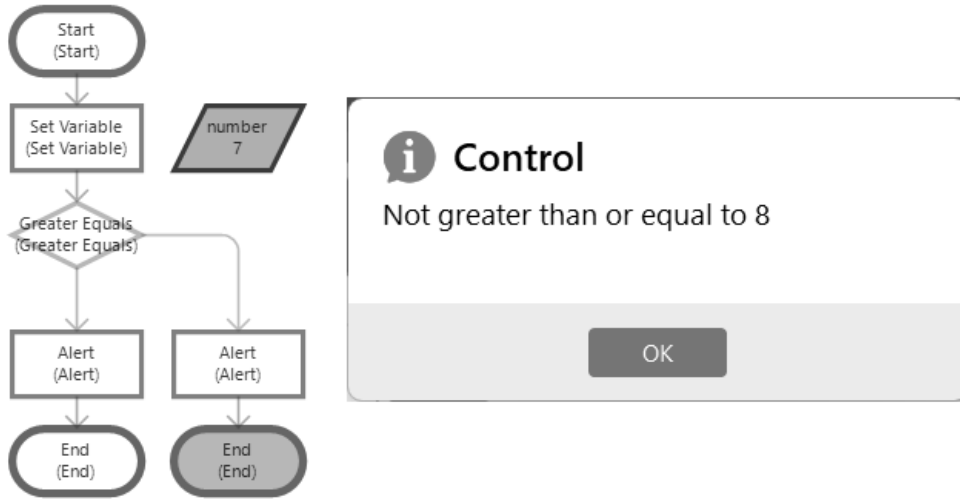 Start
(Start)
Set Variable
(Set Variable)
number
7
Greater Equals
(Greater Equals)
Alert
(Alert)
Alert
(Alert)
End
(End)
End
(End)
Control
Not greater than or equal to 8
OK